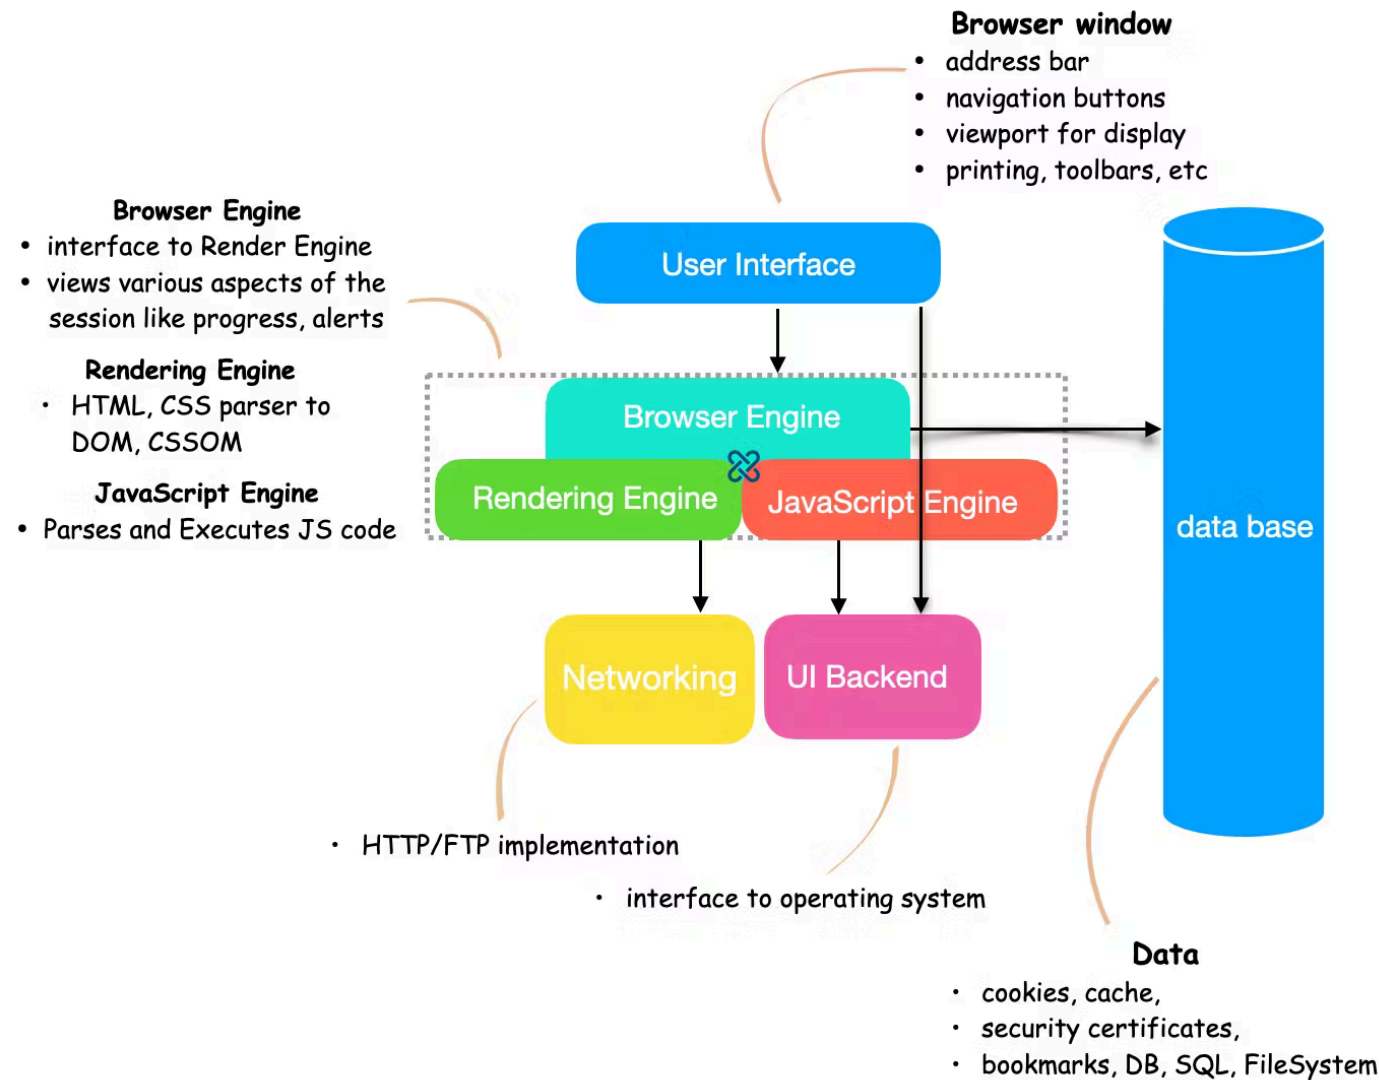 Browser window
• address bar
• navigation buttons
• viewport for display
• printing, toolbars, etc
Browser Engine
• interface to Render Engine
• views various aspects of the
session like progress, alerts
Rendering Engine
• HTML, CSS parser to
DOM, CSSOM
JavaScript Engine
• Parses and Executes JS code
User Interface
Browser Engine
Rendering Engine
JavaScript Engine
data base
Networking
UI Backend
• HTTP/FTP implementation
• interface to operating system
Data
• cookies, cache,
• security certificates,
• bookmarks, DB, SQL, FileSystem